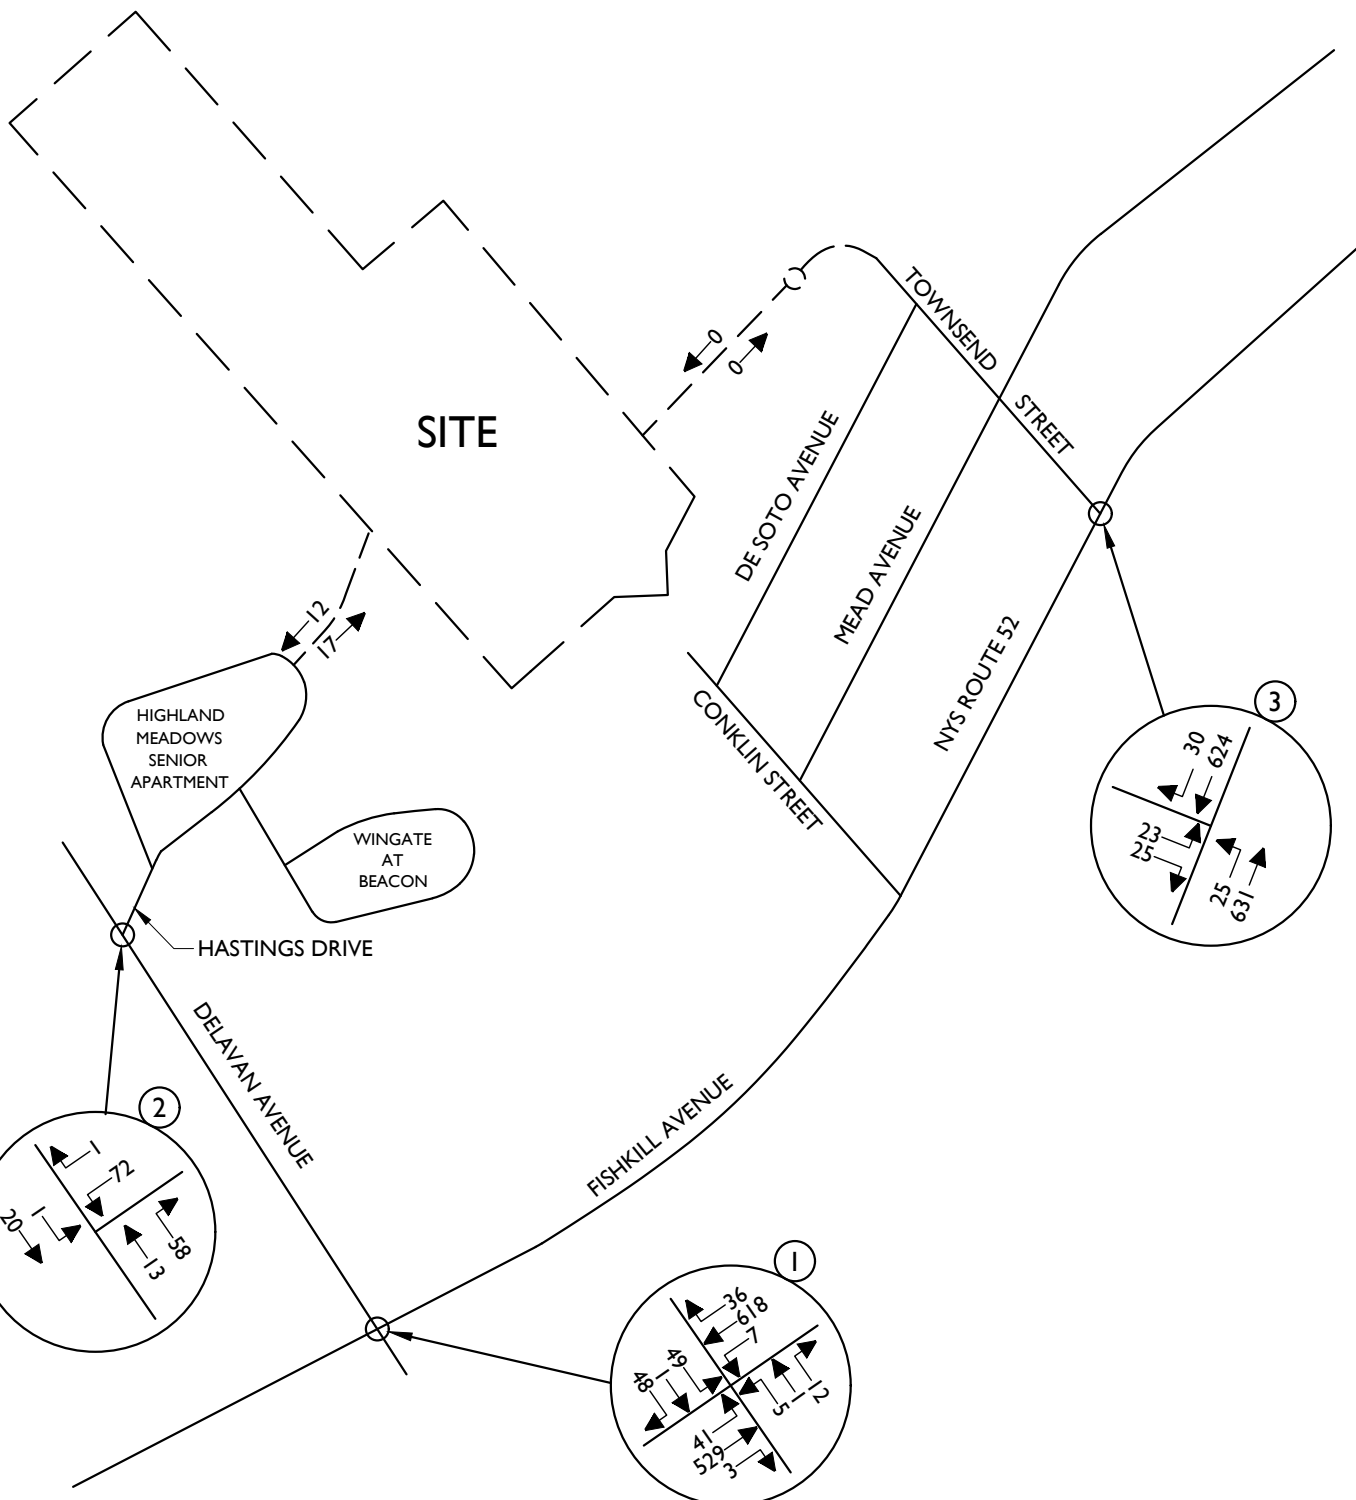 TOWNSEND STREET
0
0
SITE
DE SOTO AVENUE
MEAD AVENUE
NYS ROUTE 52
12
17
CONKLIN STREET
HIGHLAND
MEADOWS
SENIOR
APARTMENT
WINGATE
AT
BEACON
HASTINGS DRIVE
3
30
624
23
25
25
631
DELAVAN AVENUE
FISHKILL AVENUE
2
1
72
1
20
58
13
1
36
618
7
49
1
48
12
1
5
41
529
3